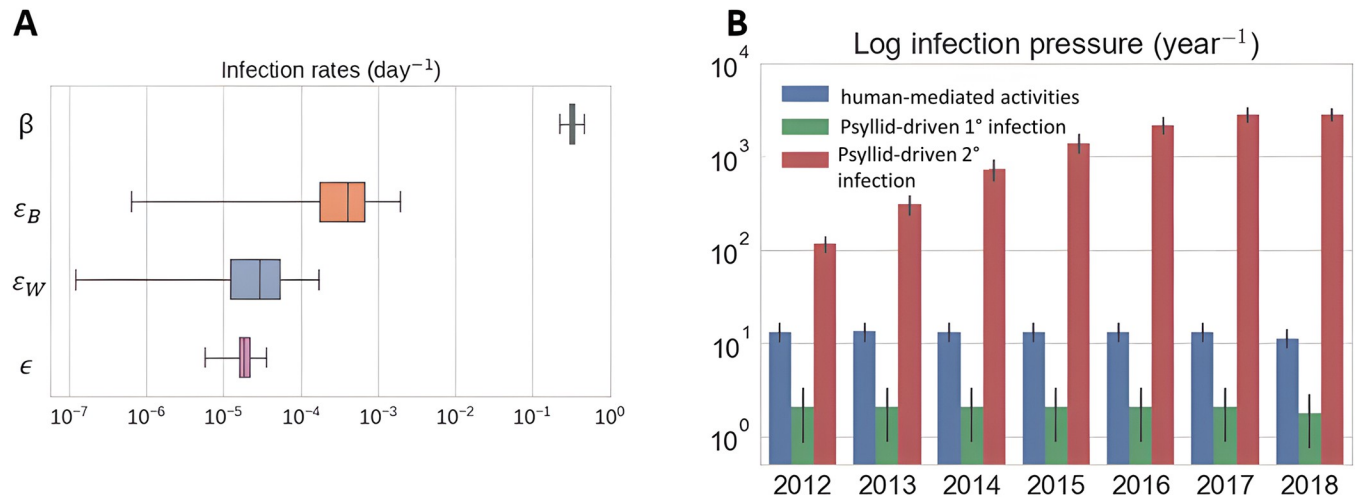 A
Infection rates (day⁻¹)
β
ε_B
ε_W
ϵ
10⁻⁷ 10⁻⁶ 10⁻⁵ 10⁻⁴ 10⁻³ 10⁻² 10⁻¹ 10⁰
B
Log infection pressure (year⁻¹)
10⁴
10³
10²
10¹
10⁰
human-mediated activities
Psyllid-driven 1° infection
Psyllid-driven 2°
infection
2012 2013 2014 2015 2016 2017 2018